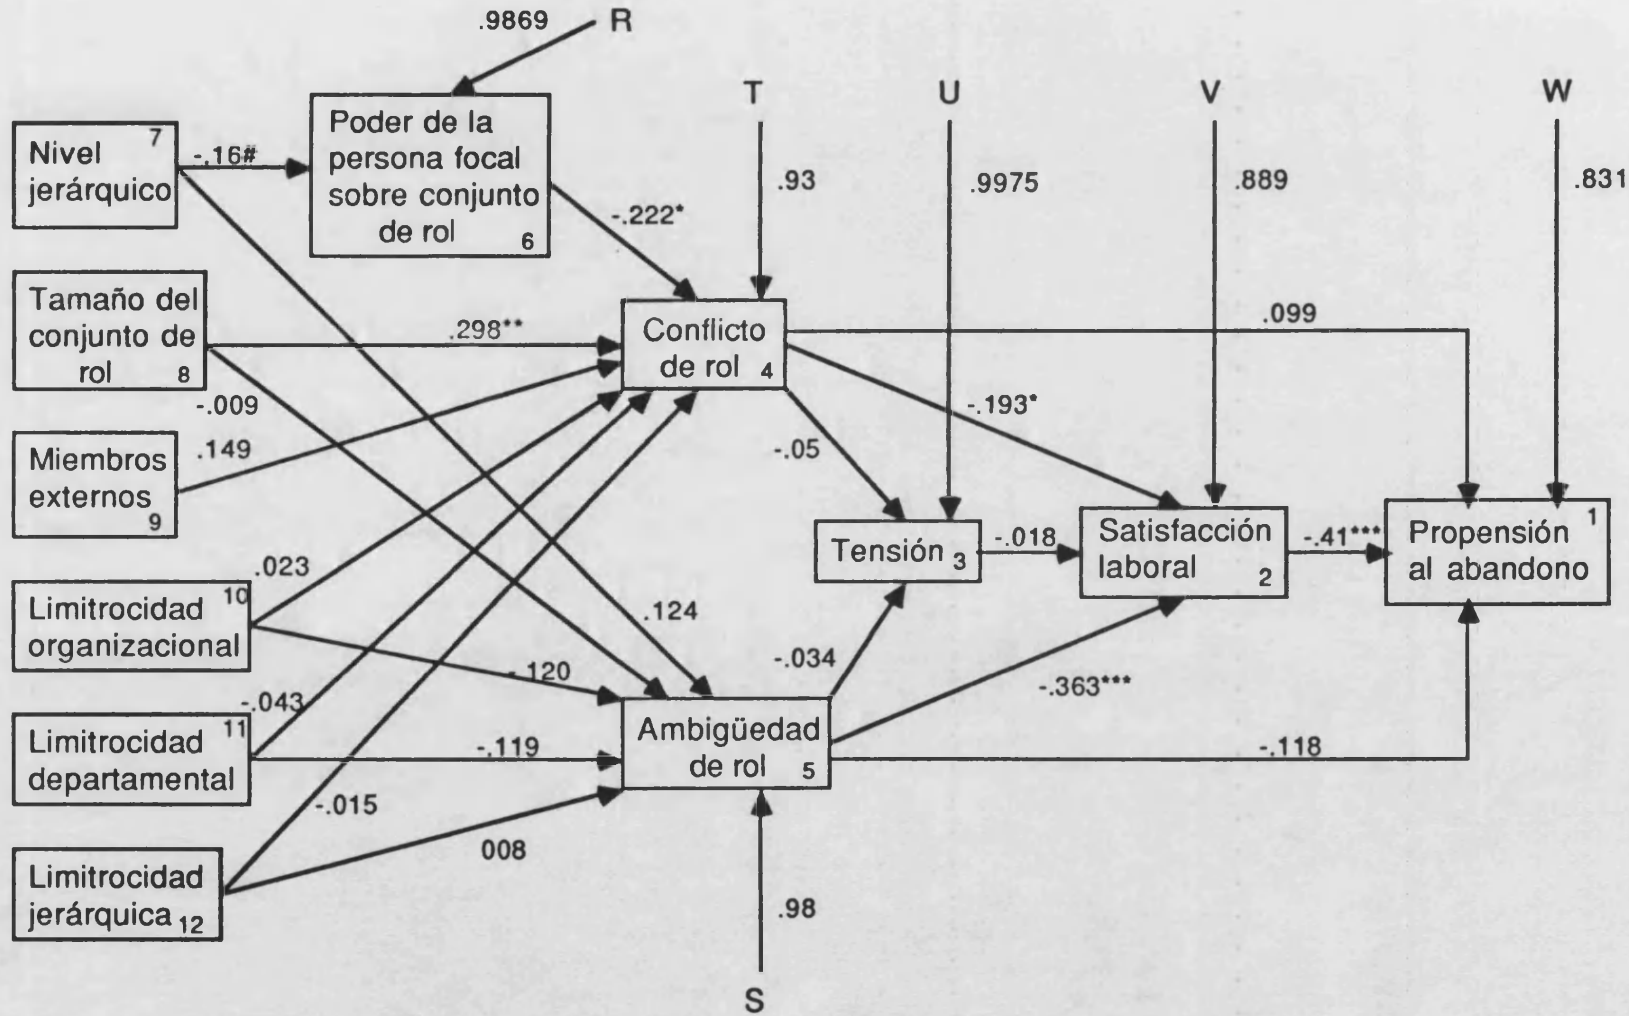 .9869
R
T
U
V
W
Nivel 7
jerárquico
-.16#
Poder de la
persona focal
sobre conjunto
de rol 6
-.222*
.93
.9975
.889
.831
Tamaño del
conjunto de
rol 8
.298**
Conflicto
de rol 4
.099
-.009
-.193*
Miembros
externos
9
.149
-.05
Tensión 3
-.018
Satisfacción
laboral 2
-.41***
Propensión 1
al abandono
.023
Limitrocidad 10
organizacional
.124
-.120
-.034
-.363***
-.043
Limitrocidad 11
departamental
-.119
Ambigüedad
de rol 5
-.118
-.015
008
Limitrocidad
jerárquica 12
.98
S